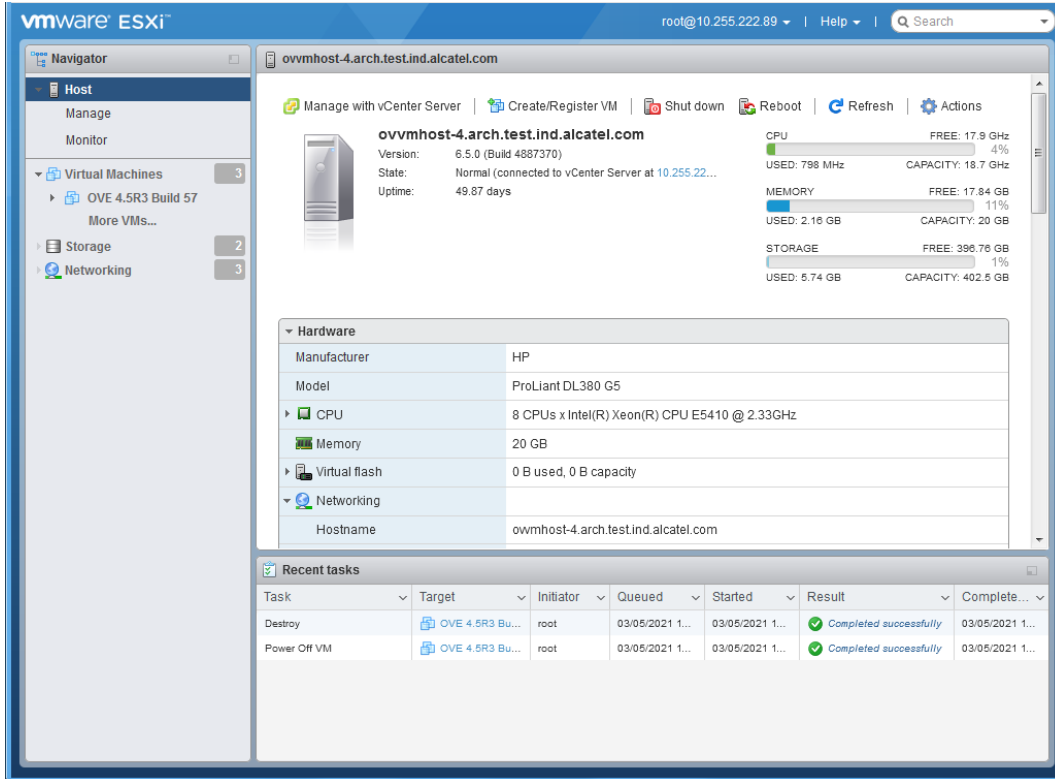 vmware ESXi™
root@10.255.222.89 | Help | Search
Navigator
Host
Manage
Monitor
Virtual Machines 3
OVE 4.5R3 Build 57
More VMs...
Storage 2
Networking 3
ovvmhost-4.arch.test.ind.alcatel.com
Manage with vCenter Server | Create/Register VM | Shut down Reboot | Refresh | Actions
ovvmhost-4.arch.test.ind.alcatel.com
Version: 6.5.0 (Build 4887370)
State: Normal (connected to vCenter Server at 10.255.22...
Uptime: 49.87 days
CPU FREE: 17.9 GHz
4%
USED: 798 MHz CAPACITY: 18.7 GHz
MEMORY FREE: 17.84 GB
11%
USED: 2.16 GB CAPACITY: 20 GB
STORAGE FREE: 396.76 GB
1%
USED: 5.74 GB CAPACITY: 402.5 GB
Hardware
Manufacturer HP
Model ProLiant DL380 G5
CPU 8 CPUs x Intel(R) Xeon(R) CPU E5410 @ 2.33GHz
Memory 20 GB
Virtual flash 0 B used, 0 B capacity
Networking
Hostname ovvmhost-4.arch.test.ind.alcatel.com
Recent tasks
Task Target Initiator Queued Started Result Complete...
Destroy OVE 4.5R3 Bu... root 03/05/2021 1... 03/05/2021 1... Completed successfully 03/05/2021 1...
Power Off VM OVE 4.5R3 Bu... root 03/05/2021 1... 03/05/2021 1... Completed successfully 03/05/2021 1...